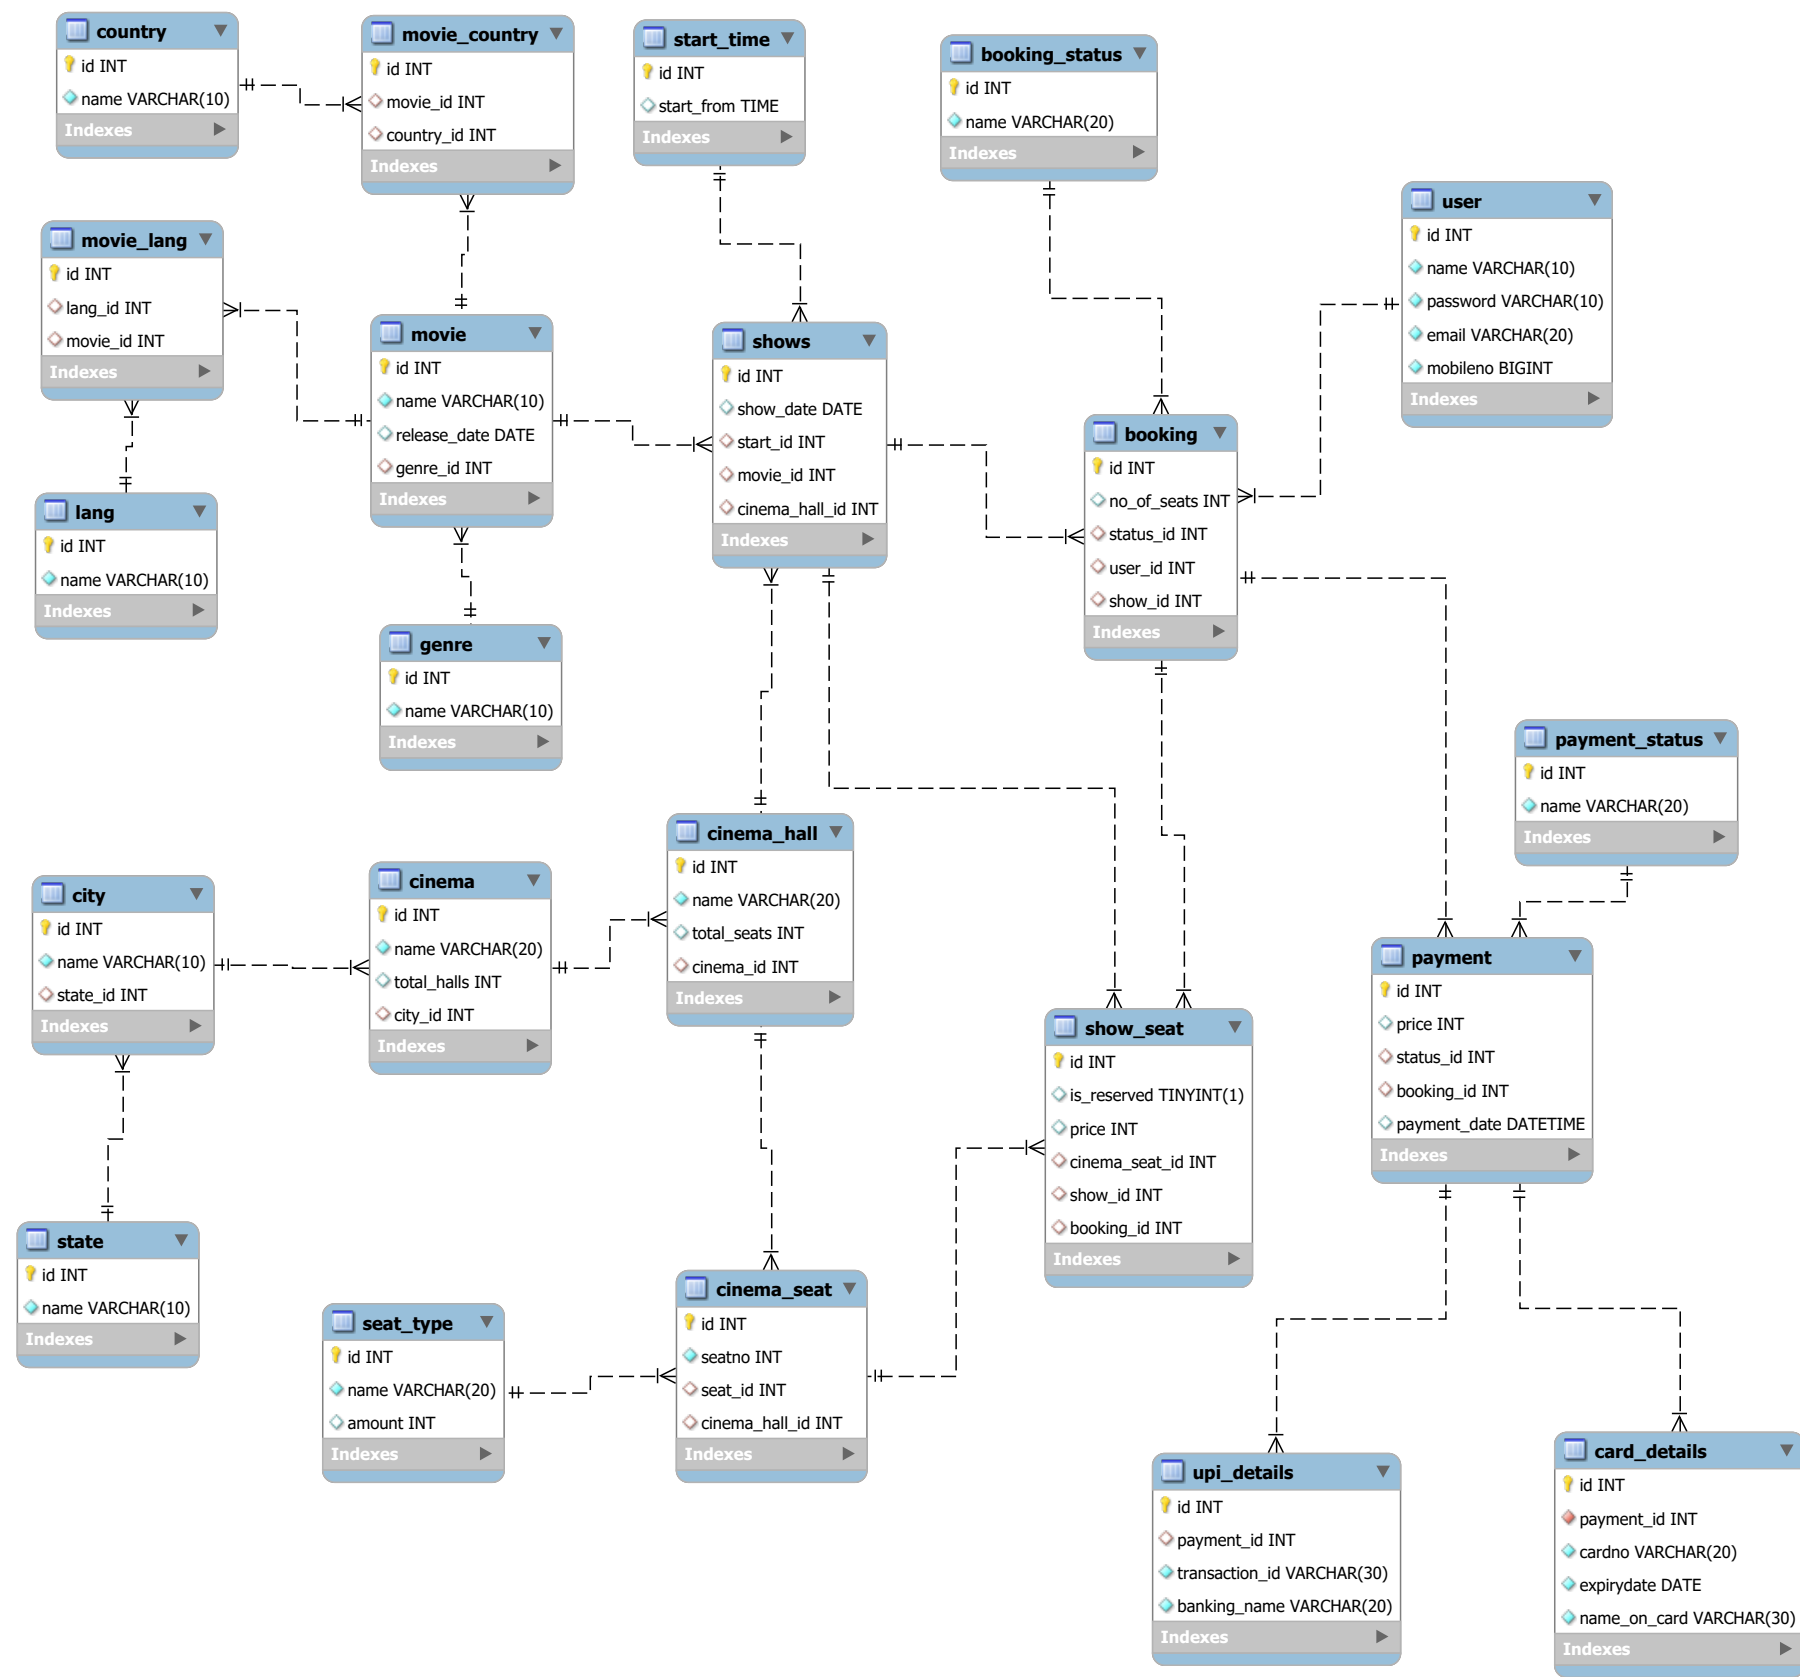 country
id INT
name VARCHAR(10)
Indexes
movie_country
id INT
movie_id INT
country_id INT
Indexes
start_time
id INT
start_from TIME
Indexes
booking_status
id INT
name VARCHAR(20)
Indexes
user
id INT
name VARCHAR(10)
password VARCHAR(10)
email VARCHAR(20)
mobileno BIGINT
Indexes
movie_lang
id INT
lang_id INT
movie_id INT
Indexes
movie
id INT
name VARCHAR(10)
release_date DATE
genre_id INT
Indexes
shows
id INT
show_date DATE
start_id INT
movie_id INT
cinema_hall_id INT
Indexes
booking
id INT
no_of_seats INT
status_id INT
user_id INT
show_id INT
Indexes
lang
id INT
name VARCHAR(10)
Indexes
genre
id INT
name VARCHAR(10)
Indexes
payment_status
id INT
name VARCHAR(20)
Indexes
cinema_hall
id INT
name VARCHAR(20)
total_seats INT
cinema_id INT
Indexes
city
id INT
name VARCHAR(10)
state_id INT
Indexes
cinema
id INT
name VARCHAR(20)
total_halls INT
city_id INT
Indexes
payment
id INT
price INT
status_id INT
booking_id INT
payment_date DATETIME
Indexes
show_seat
id INT
is_reserved TINYINT(1)
price INT
cinema_seat_id INT
show_id INT
booking_id INT
Indexes
state
id INT
name VARCHAR(10)
Indexes
seat_type
id INT
name VARCHAR(20)
amount INT
Indexes
cinema_seat
id INT
seatno INT
seat_id INT
cinema_hall_id INT
Indexes
upi_details
id INT
payment_id INT
transaction_id VARCHAR(30)
banking_name VARCHAR(20)
Indexes
card_details
id INT
payment_id INT
cardno VARCHAR(20)
expirydate DATE
name_on_card VARCHAR(30)
Indexes